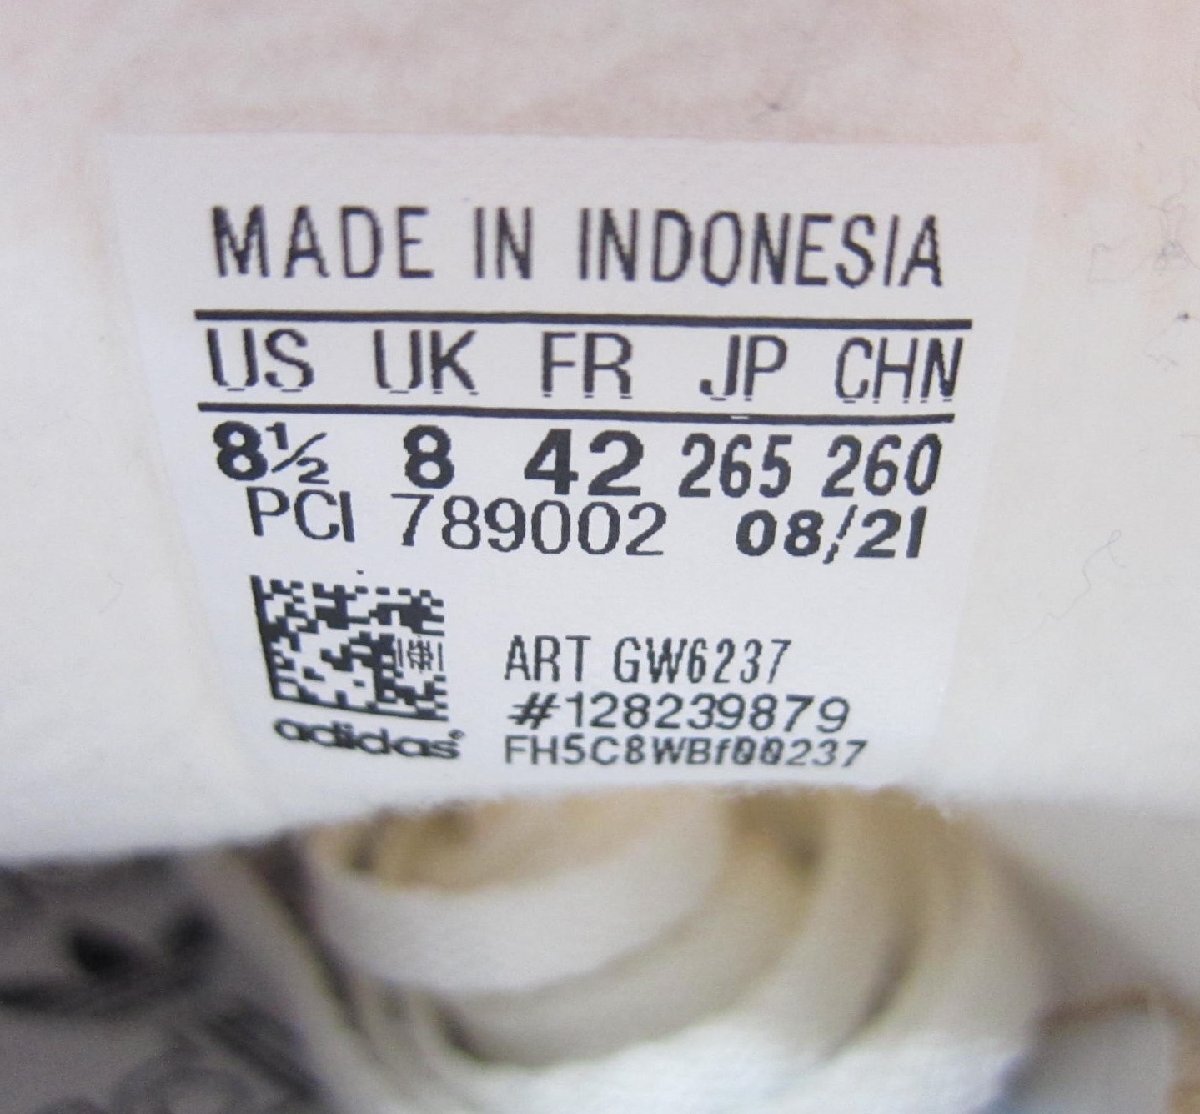 MADE IN INDONESIA
US UK FR JP CHN
8½ 8 42 265 260
PCI 789002 08/21
ART GW6237
#128239879
adidas®
FH5C8WBf00237